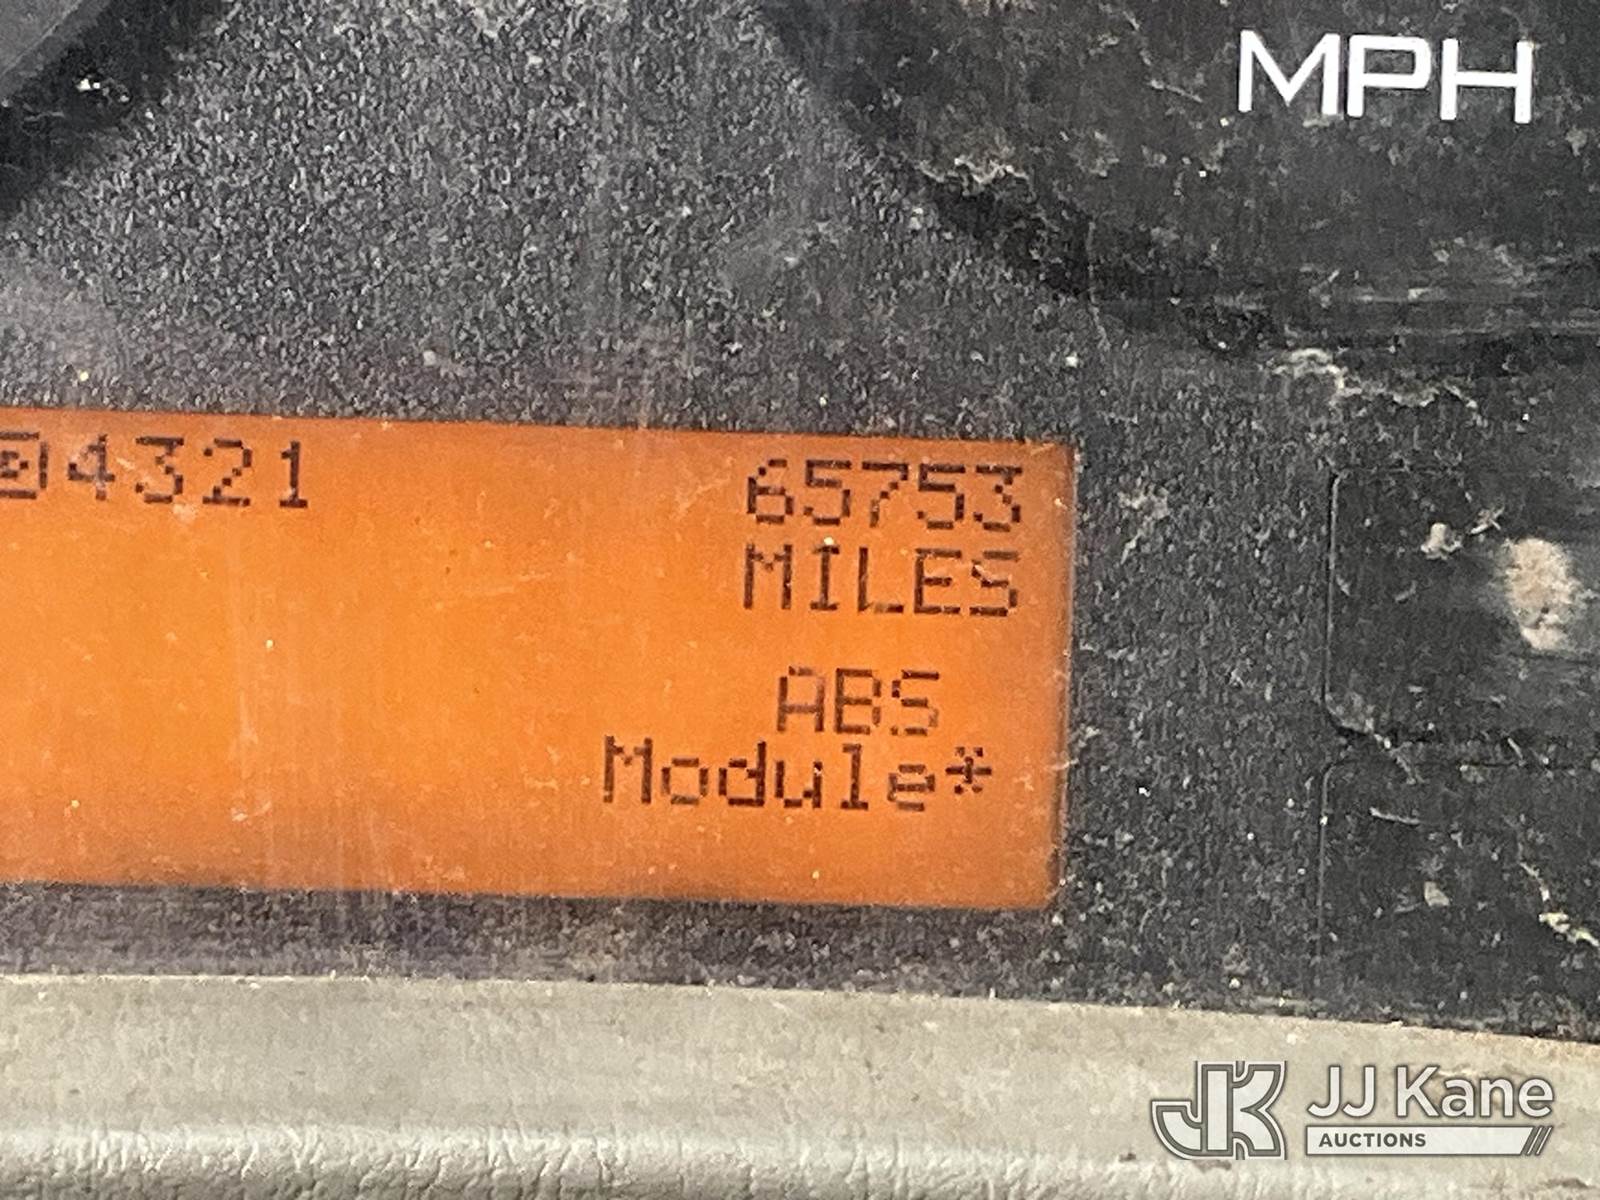 MPH
4321 65753
MILES
ABS
Module*
JJ Kane
AUCTIONS